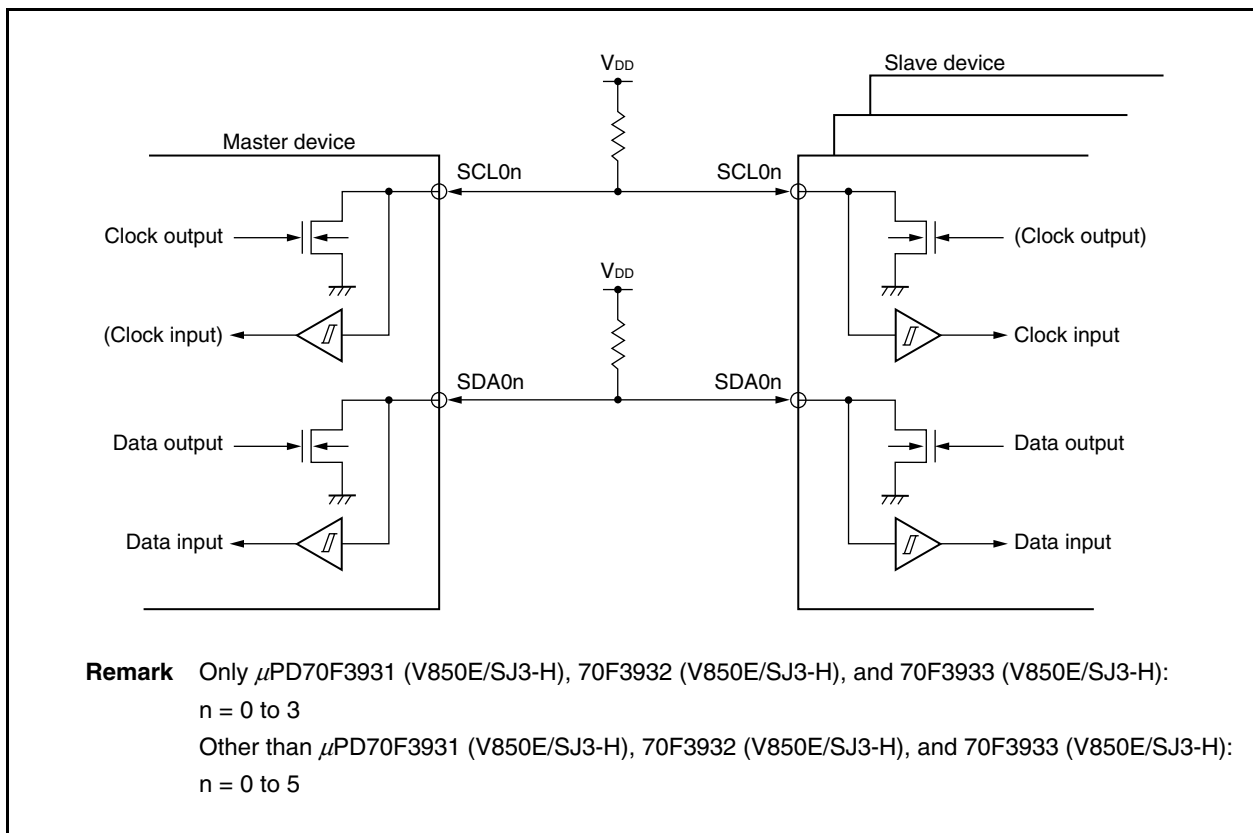 VDD
Slave device
Master device
SCL0n
SCL0n
Clock output
(Clock output)
VDD
(Clock input)
Clock input
SDA0n
SDA0n
Data output
Data output
Data input
Data input
Remark Only μPD70F3931 (V850E/SJ3-H), 70F3932 (V850E/SJ3-H), and 70F3933 (V850E/SJ3-H):
n = 0 to 3
Other than μPD70F3931 (V850E/SJ3-H), 70F3932 (V850E/SJ3-H), and 70F3933 (V850E/SJ3-H):
n = 0 to 5